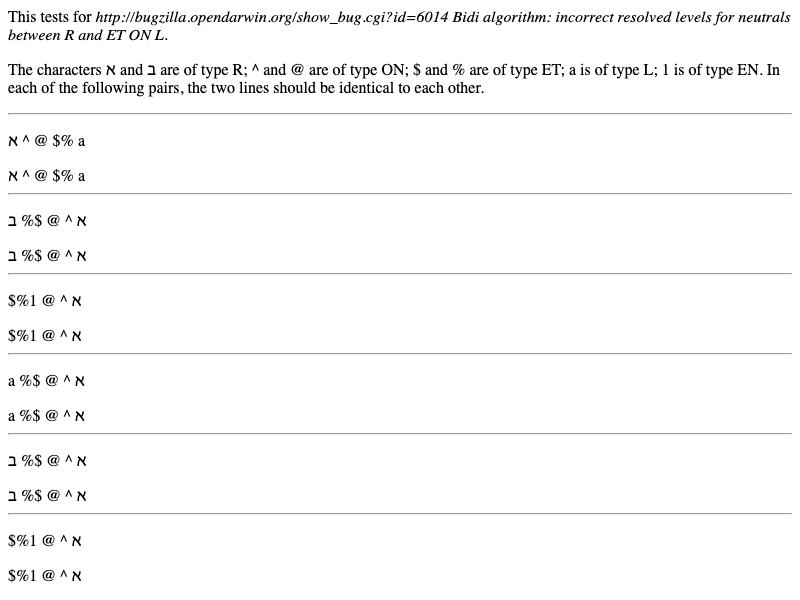 This tests for http://bugzilla.opendarwin.org/show_bug.cgi?id=6014 Bidi algorithm: incorrect resolved levels for neutrals
between R and ET ON L.
The characters א and ב are of type R; ^ and @ are of type ON; $ and % are of type ET; a is of type L; 1 is of type EN. In
each of the following pairs, the two lines should be identical to each other.
א ^ @ $% a
א ^ @ $% a
א ^ @ $% ב
א ^ @ $% ב
א ^ @ $%1
א ^ @ $%1
א ^ @ $% a
א ^ @ $% a
א ^ @ $% ב
א ^ @ $% ב
א ^ @ $%1
א ^ @ $%1